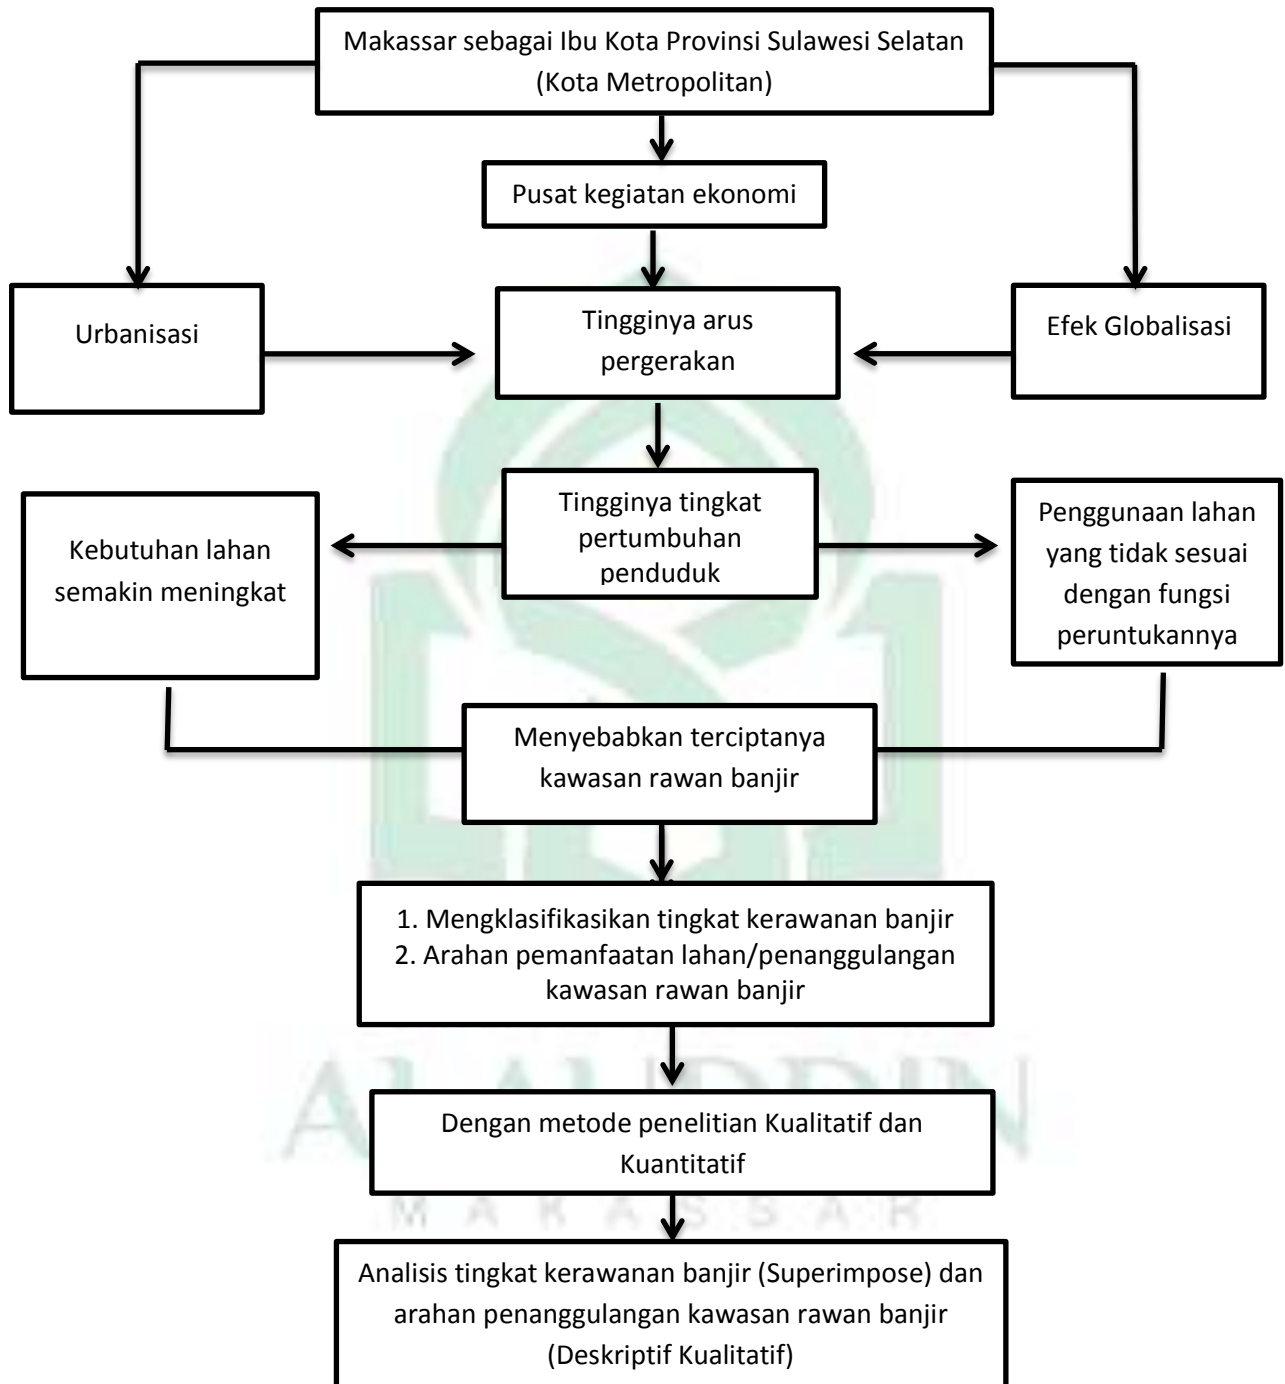 Makassar sebagai Ibu Kota Provinsi Sulawesi Selatan
(Kota Metropolitan)
Pusat kegiatan ekonomi
Urbanisasi
Tingginya arus
pergerakan
Efek Globalisasi
Kebutuhan lahan
semakin meningkat
Tingginya tingkat
pertumbuhan
penduduk
Penggunaan lahan
yang tidak sesuai
dengan fungsi
peruntukannya
Menyebabkan terciptanya
kawasan rawan banjir
1. Mengklasifikasikan tingkat kerawanan banjir
2. Arahan pemanfaatan lahan/penanggulangan
kawasan rawan banjir
ALAUDDIN
Dengan metode penelitian Kualitatif dan
Kuantitatif
MAKASSAR
Analisis tingkat kerawanan banjir (Superimpose) dan
arahan penanggulangan kawasan rawan banjir
(Deskriptif Kualitatif)